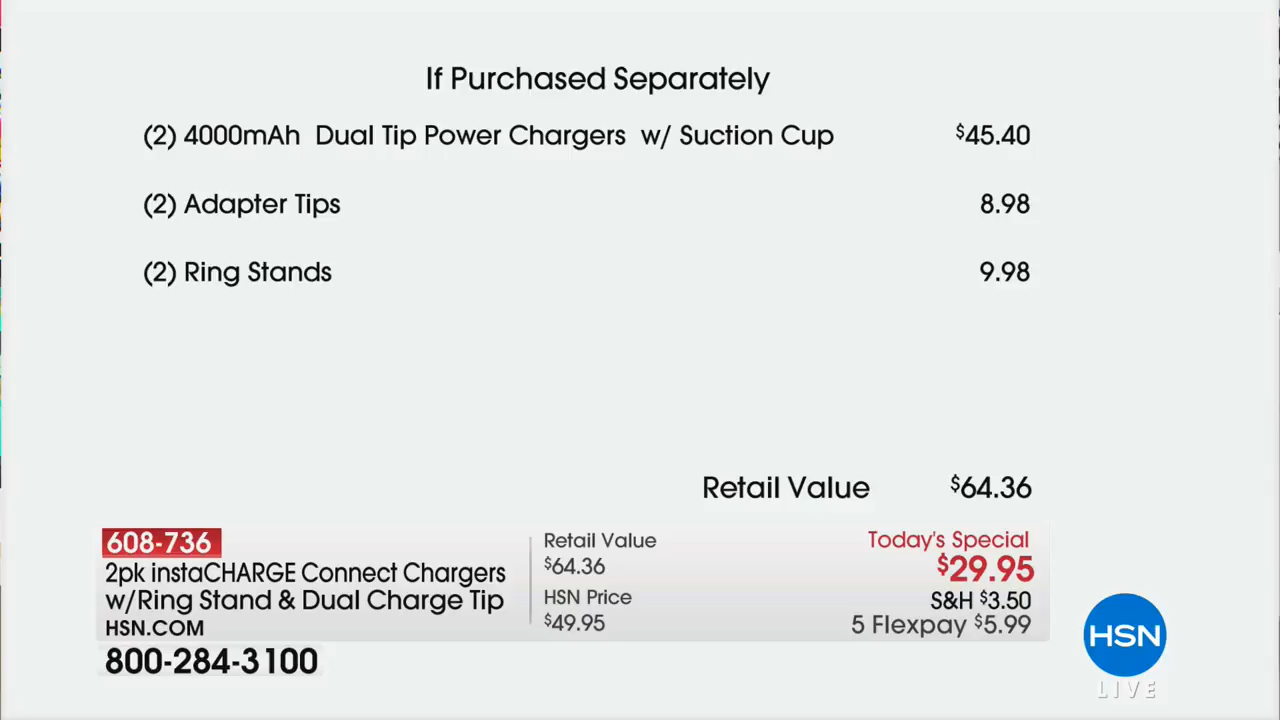 If Purchased Separately
(2) 4000mAh Dual Tip Power Chargers w/ Suction Cup $45.40
(2) Adapter Tips 8.98
(2) Ring Stands 9.98
Retail Value $64.36
608-736
2pk instaCHARGE Connect Chargers
w/Ring Stand & Dual Charge Tip
HSN.COM
800-284-3100
Retail Value
$64.36
HSN Price
$49.95
Today's Special
$29.95
S&H $3.50
5 Flexpay $5.99
HSN
LIVE